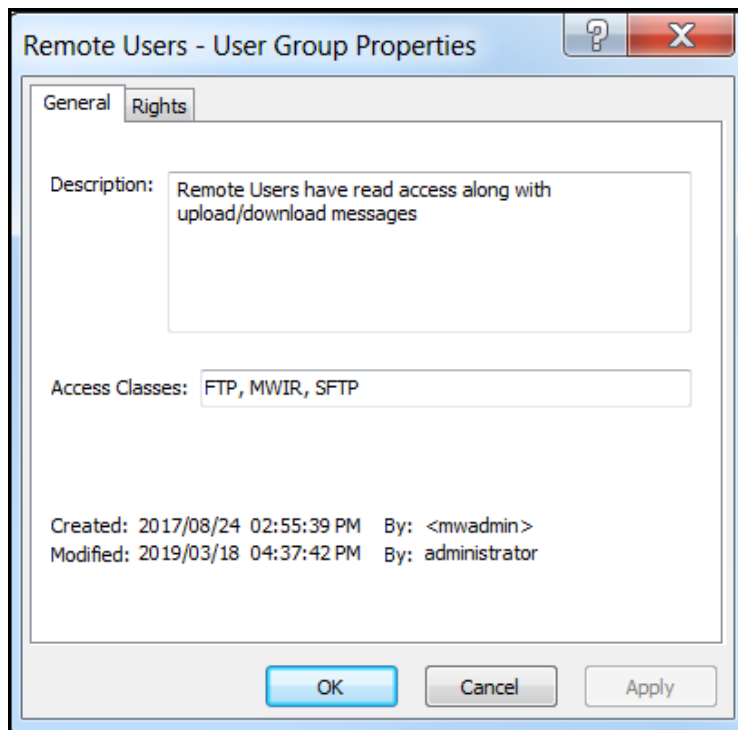 Remote Users - User Group Properties
General Rights
Description: Remote Users have read access along with
upload/download messages
Access Classes: FTP, MWIR, SFTP
Created: 2017/08/24 02:55:39 PM By: <mwadmin>
Modified: 2019/03/18 04:37:42 PM By: administrator
OK Cancel Apply